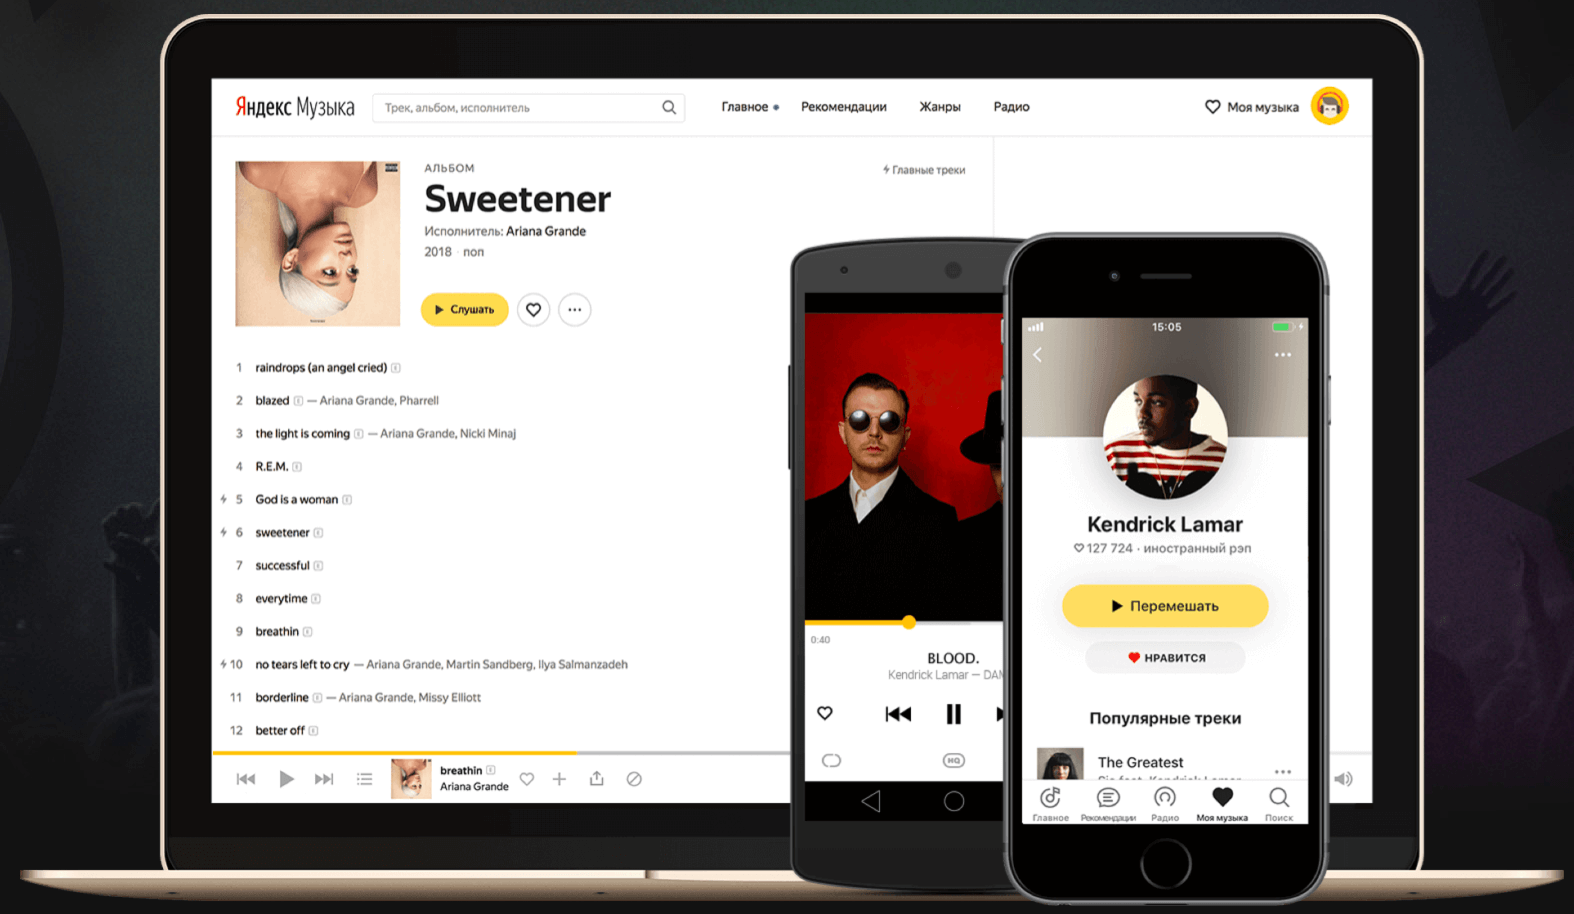 Яндекс Музыка
Трек, альбом, исполнитель
Главное
Рекомендации
Жанры
Радио
Моя музыка
АЛЬБОМ
Главные треки
Sweetener
Исполнитель: Ariana Grande
2018 · поп
Слушать
1 raindrops (an angel cried) E
2 blazed E — Ariana Grande, Pharrell
3 the light is coming E — Ariana Grande, Nicki Minaj
4 R.E.M. E
5 God is a woman E
6 sweetener E
7 successful E
8 everytime E
9 breathin E
10 no tears left to cry — Ariana Grande, Martin Sandberg, Ilya Salmanzadeh
11 borderline E — Ariana Grande, Missy Elliott
12 better off E
breathin E
Ariana Grande
0:40
BLOOD.
Kendrick Lamar — DAM
HQ
15:05
Kendrick Lamar
127 724 · иностранный рэп
Перемешать
НРАВИТСЯ
Популярные треки
The Greatest
Sia feat. Kendrick Lamar
Главное
Рекомендации
Радио
Моя музыка
Поиск